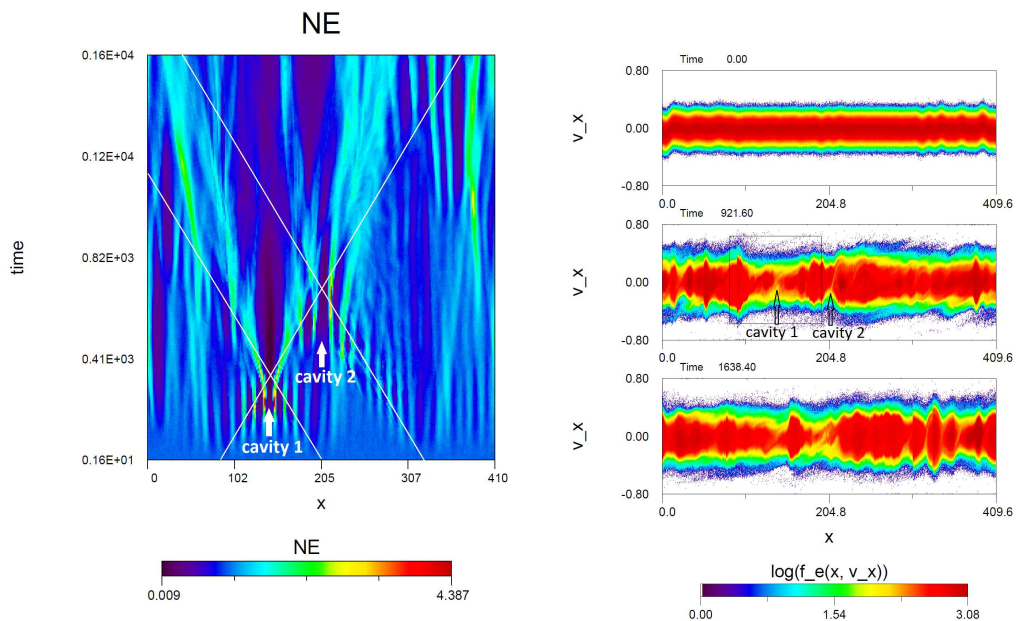 NE
0.16E+04
0.12E+04
0.82E+03
0.41E+03
0.16E+01
time
cavity 2
cavity 1
0 102 205 307 410
x
NE
0.009 4.387
Time 0.00
0.80
0.00
-0.80
v_x
0.0 204.8 409.6
Time 921.60
0.80
0.00
-0.80
v_x
cavity 1 cavity 2
0.0 204.8 409.6
Time 1638.40
0.80
0.00
-0.80
v_x
0.0 204.8 409.6
x
log(f_e(x, v_x))
0.00 1.54 3.08